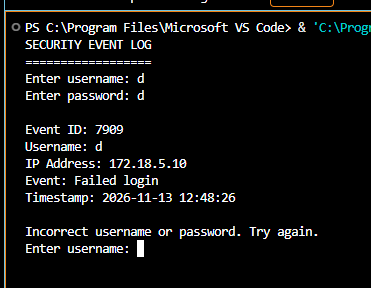 PS C:\Program Files\Microsoft VS Code> & 'C:\Progr
SECURITY EVENT LOG
==================
Enter username: d
Enter password: d
Event ID: 7909
Username: d
IP Address: 172.18.5.10
Event: Failed login
Timestamp: 2026-11-13 12:48:26
Incorrect username or password. Try again.
Enter username: